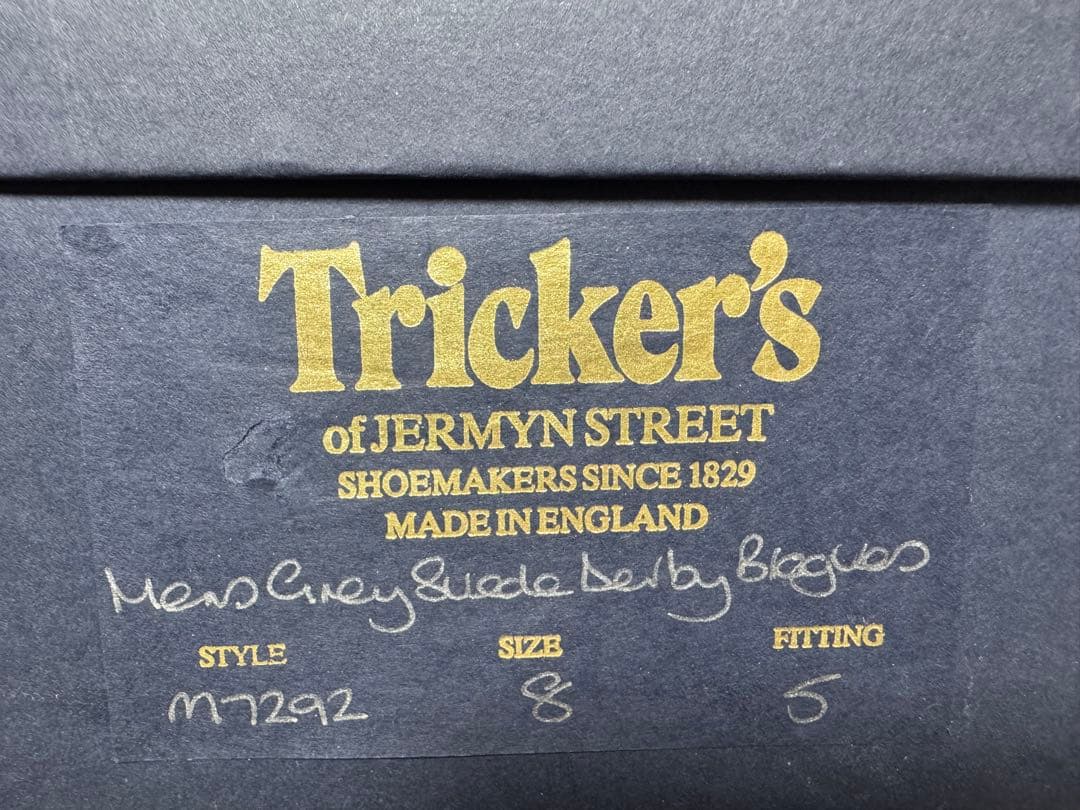 Tricker's
of JERMYN STREET
SHOEMAKERS SINCE 1829
MADE IN ENGLAND
Mens Grey Suede Derby Brogues
STYLE SIZE FITTING
M7292 8 5